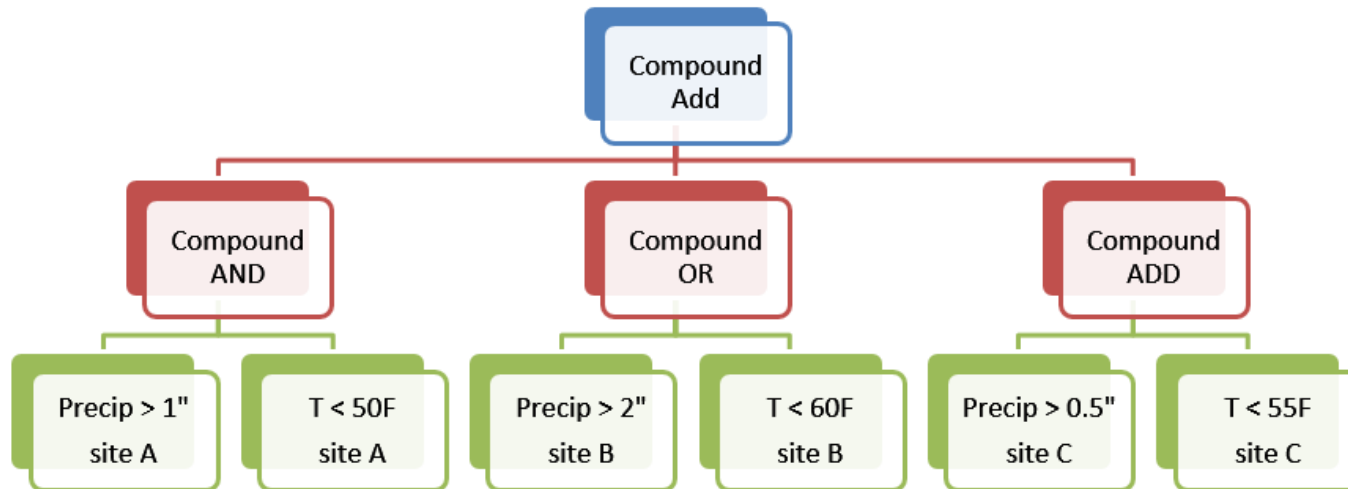 Compound
Add
Compound
AND
Compound
OR
Compound
ADD
Precip > 1"
site A
T < 50F
site A
Precip > 2"
site B
T < 60F
site B
Precip > 0.5"
site C
T < 55F
site C